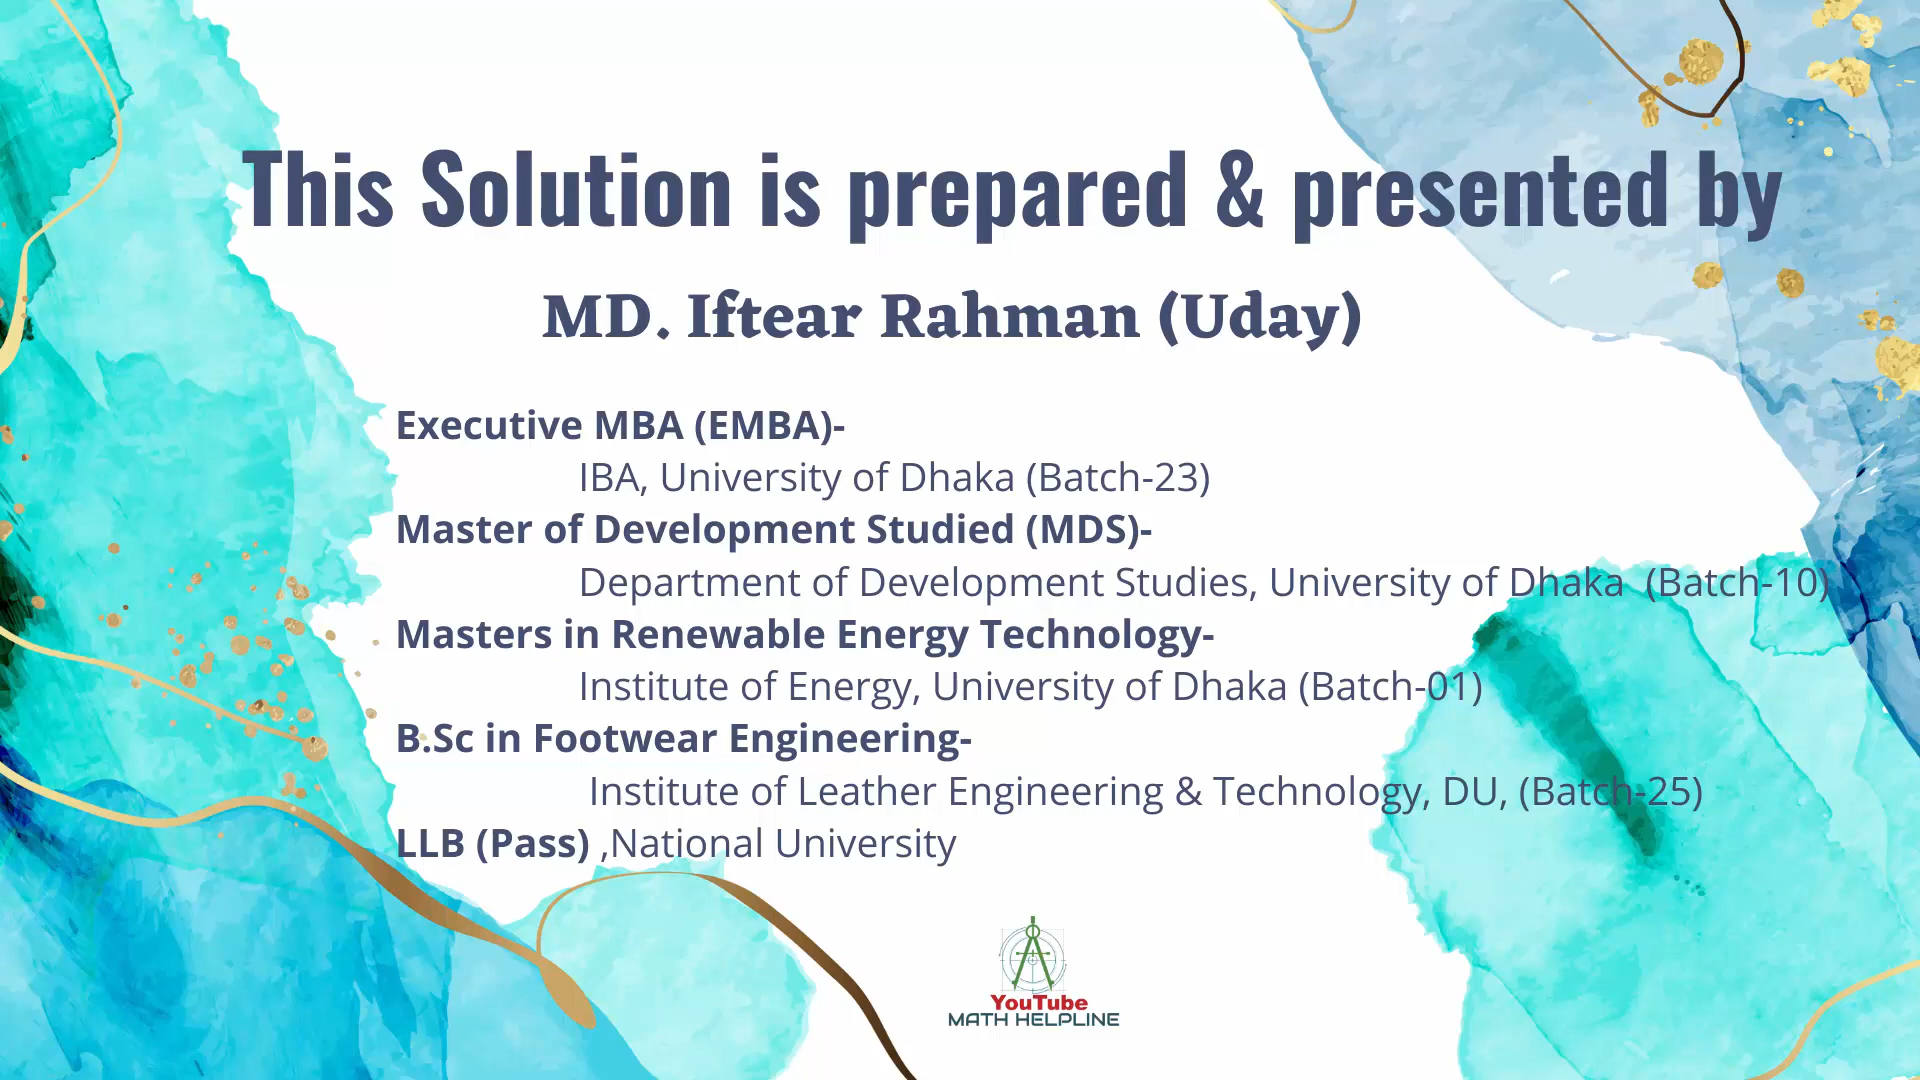 This Solution is prepared & presented by
MD. Iftear Rahman (Uday)
Executive MBA (EMBA)-
IBA, University of Dhaka (Batch-23)
Master of Development Studied (MDS)-
Department of Development Studies, University of Dhaka (Batch-10)
Masters in Renewable Energy Technology-
Institute of Energy, University of Dhaka (Batch-01)
B.Sc in Footwear Engineering-
Institute of Leather Engineering & Technology, DU, (Batch-25)
LLB (Pass) ,National University
YouTube
MATH HELPLINE